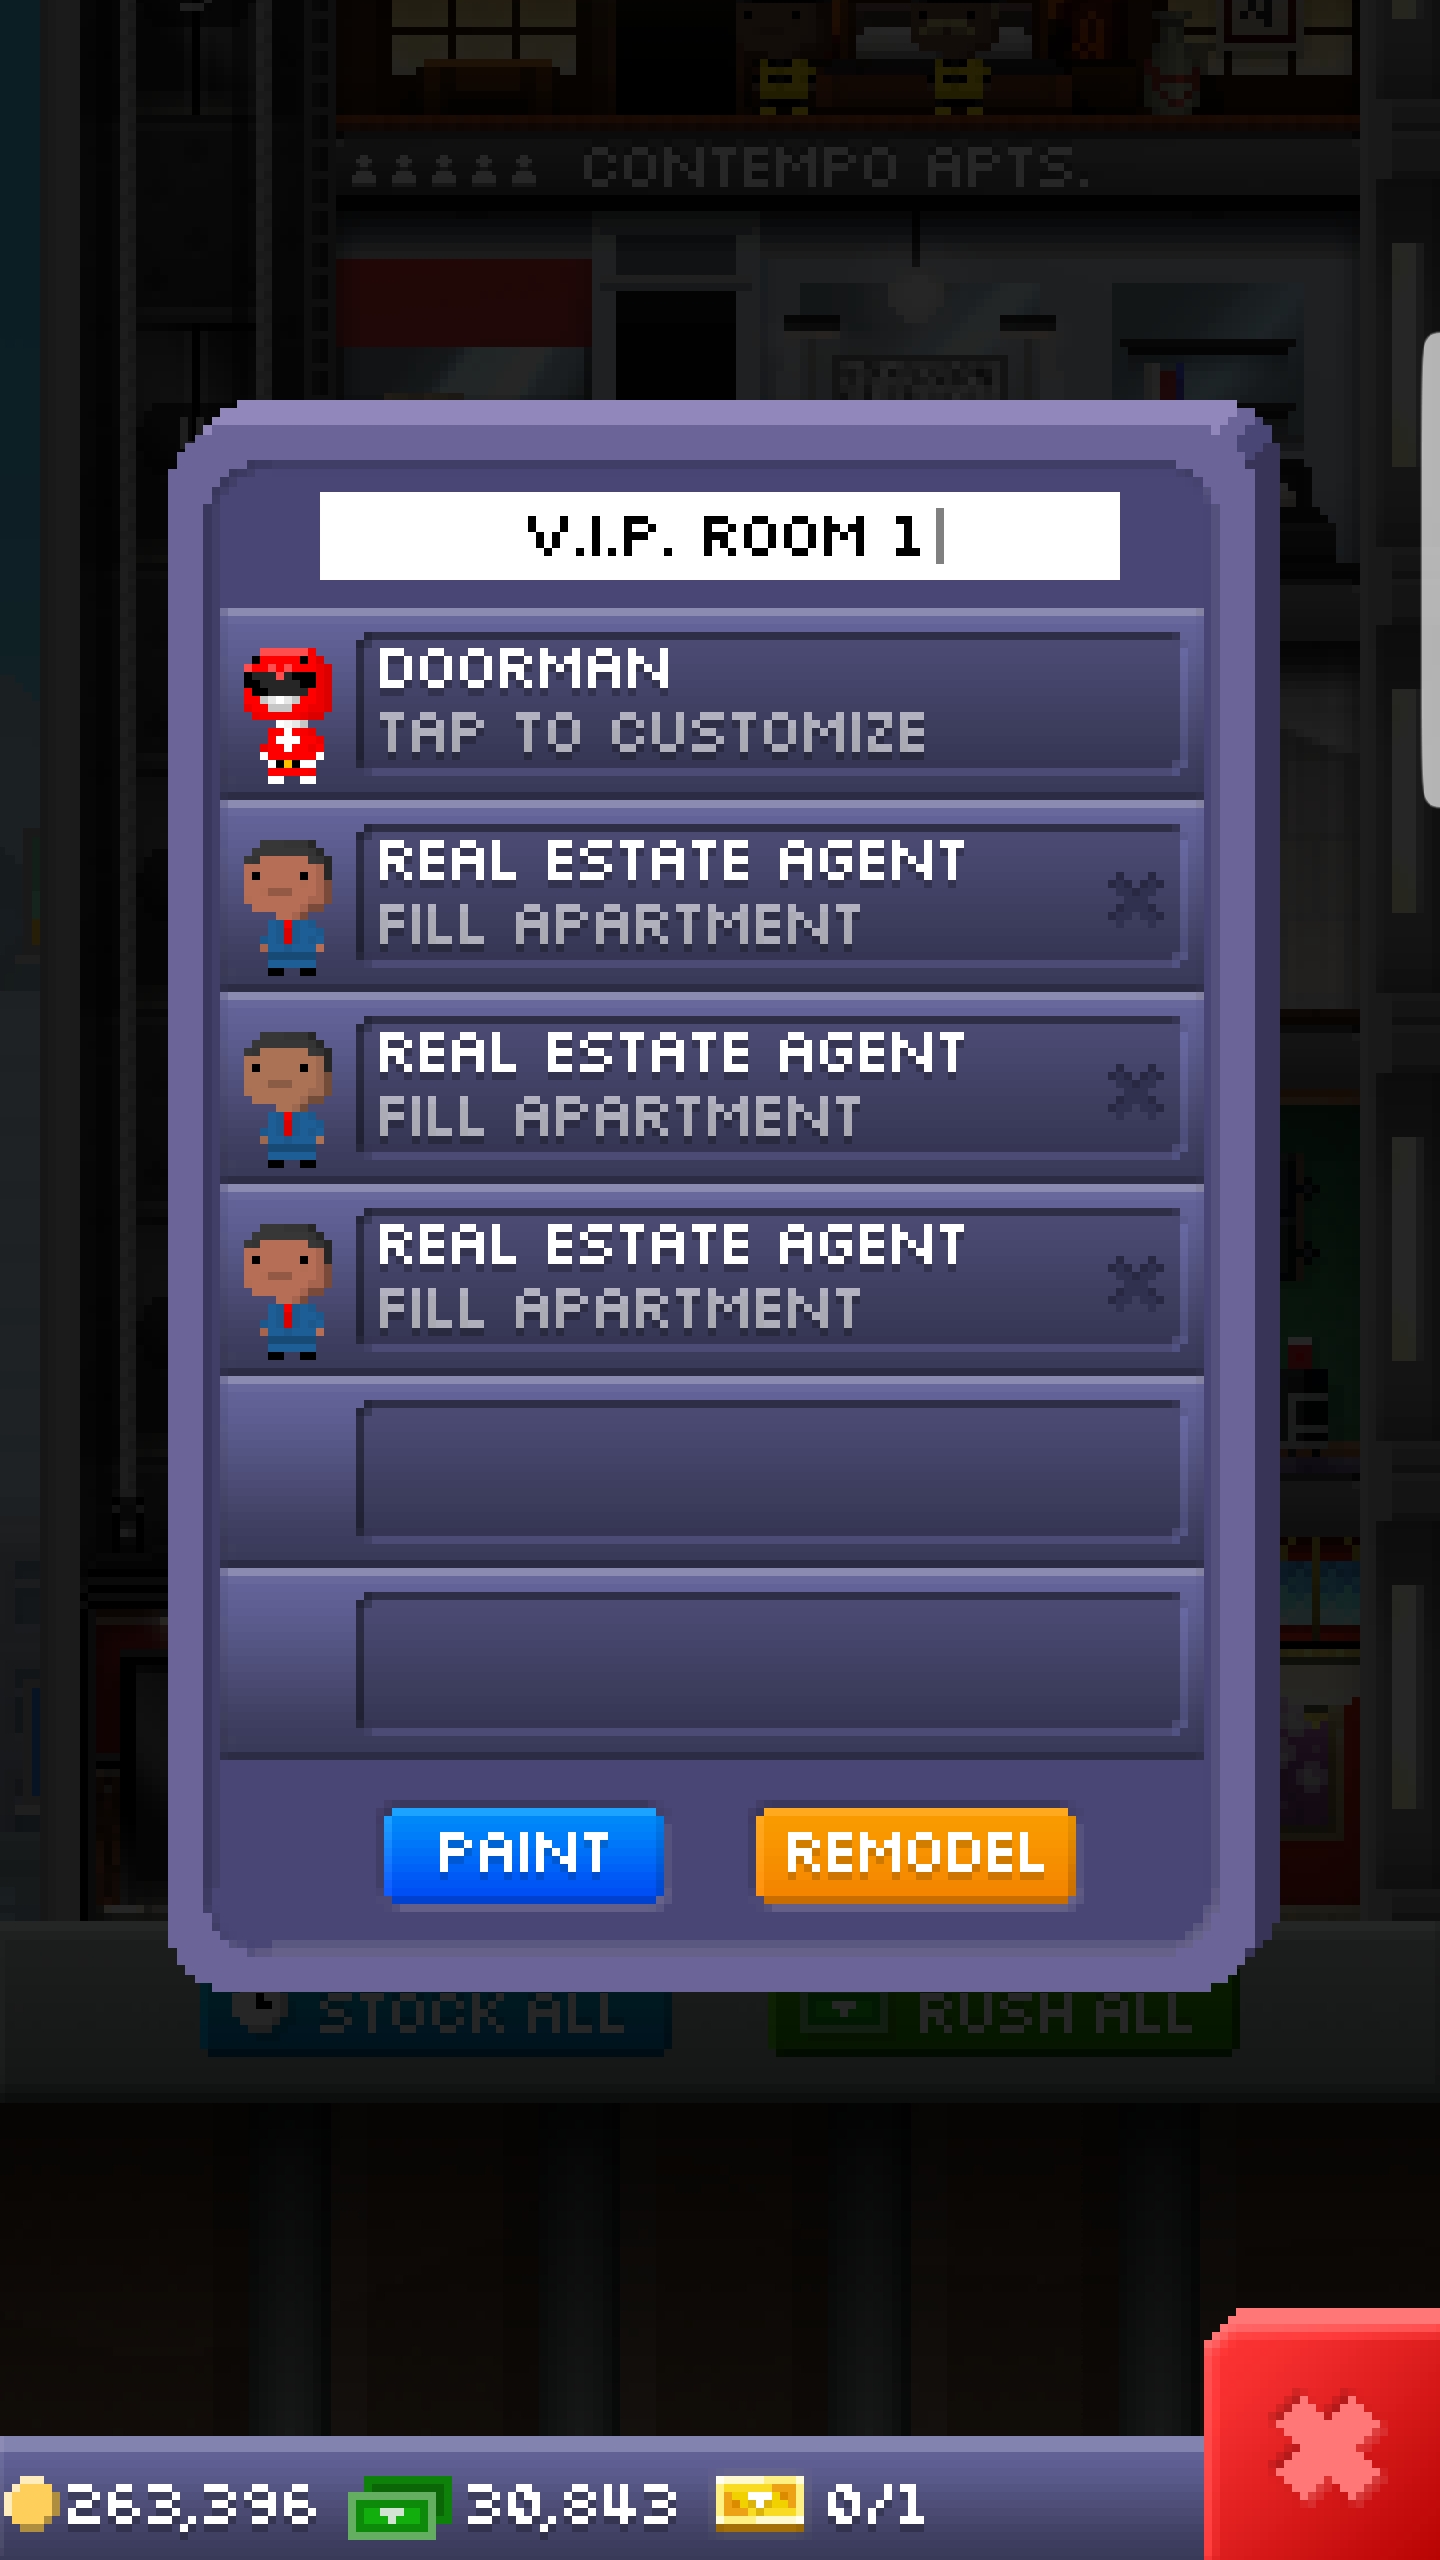 CONTEMPO APTS.
V.I.P. ROOM 1
DOORMAN
TAP TO CUSTOMIZE
REAL ESTATE AGENT
FILL APARTMENT
REAL ESTATE AGENT
FILL APARTMENT
REAL ESTATE AGENT
FILL APARTMENT
PAINT
REMODEL
STOCK ALL
RUSH ALL
263,396
30,843
0/1